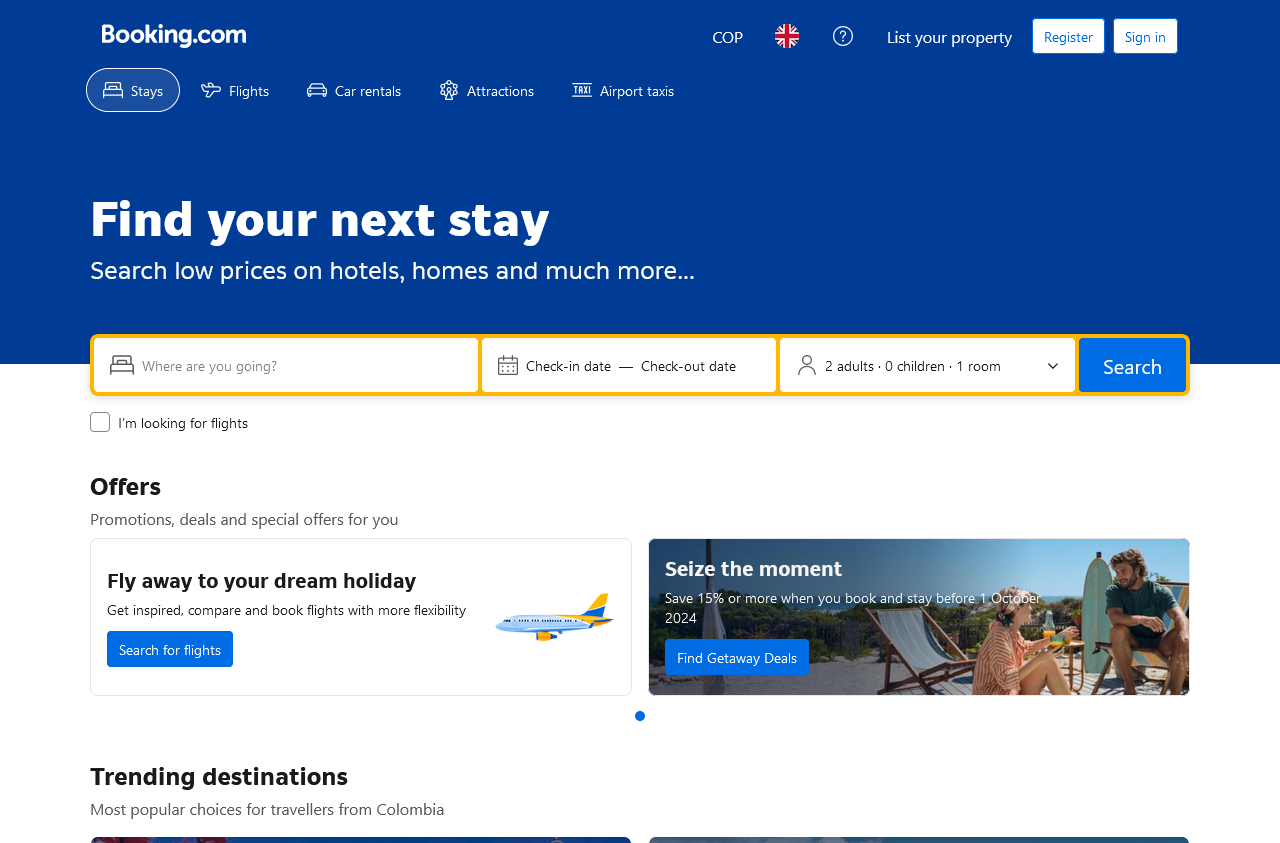 Booking.com
COP
List your property
Register
Sign in
Stays
Flights
Car rentals
Attractions
TAXI
Airport taxis
Find your next stay
Search low prices on hotels, homes and much more...
Where are you going?
Check-in date — Check-out date
2 adults · 0 children · 1 room
Search
I'm looking for flights
Offers
Promotions, deals and special offers for you
Fly away to your dream holiday
Get inspired, compare and book flights with more flexibility
Search for flights
Seize the moment
Save 15% or more when you book and stay before 1 October
2024
Find Getaway Deals
Trending destinations
Most popular choices for travellers from Colombia